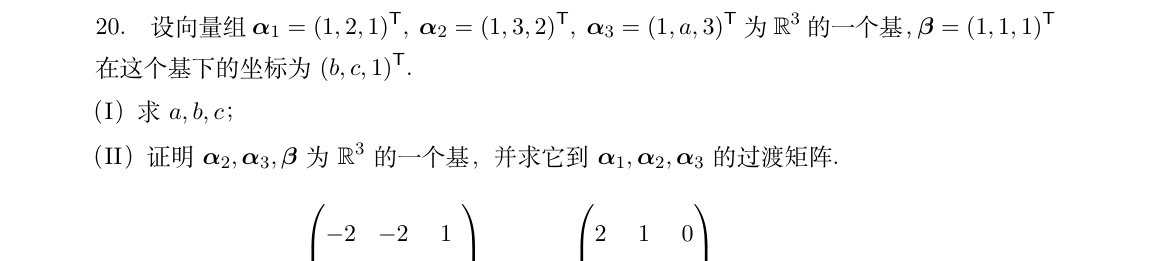 20. 设向量组 α₁ = (1, 2, 1)ᵀ, α₂ = (1, 3, 2)ᵀ, α₃ = (1, a, 3)ᵀ 为 ℝ³ 的一个基, β = (1, 1, 1)ᵀ
在这个基下的坐标为 (b, c, 1)ᵀ.
(I) 求 a, b, c;
(II) 证明 α₂, α₃, β 为 ℝ³ 的一个基, 并求它到 α₁, α₂, α₃ 的过渡矩阵.
−2 −2 1 2 1 0